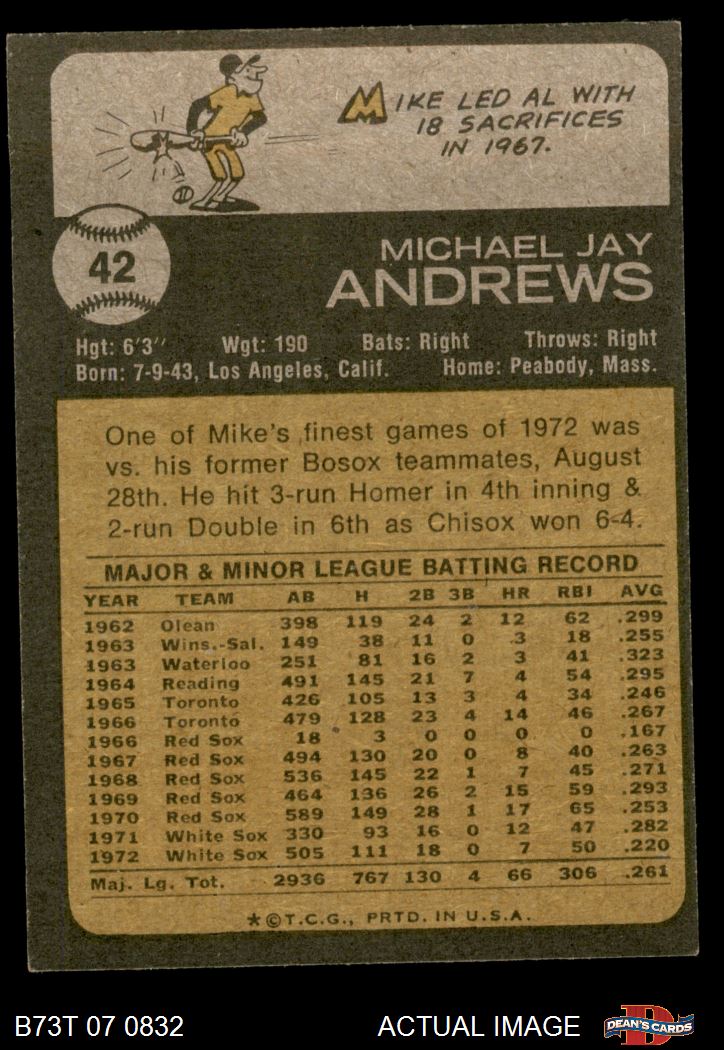 MIKE LED AL WITH
18 SACRIFICES
IN 1967.
42
MICHAEL JAY
ANDREWS
Hgt: 6'3" Wgt: 190 Bats: Right Throws: Right
Born: 7-9-43, Los Angeles, Calif. Home: Peabody, Mass.
One of Mike's finest games of 1972 was
vs. his former Bosox teammates, August
28th. He hit 3-run Homer in 4th inning &
2-run Double in 6th as Chisox won 6-4.
MAJOR & MINOR LEAGUE BATTING RECORD
YEAR TEAM AB H 2B 3B HR RBI AVG
1962 Olean 398 119 24 2 12 62 .299
1963 Wins.-Sal. 149 38 11 0 3 18 .255
1963 Waterloo 251 81 16 2 3 41 .323
1964 Reading 491 145 21 7 4 54 .295
1965 Toronto 426 105 13 3 4 34 .246
1966 Toronto 479 128 23 4 14 46 .267
1966 Red Sox 18 3 0 0 0 0 .167
1967 Red Sox 494 130 20 0 8 40 .263
1968 Red Sox 536 145 22 1 7 45 .271
1969 Red Sox 464 136 26 2 15 59 .293
1970 Red Sox 589 149 28 1 17 65 .253
1971 White Sox 330 93 16 0 12 47 .282
1972 White Sox 505 111 18 0 7 50 .220
Maj. Lg. Tot. 2936 767 130 4 66 306 .261
★©T.C.G., PRTD. IN U.S.A.
B73T 07 0832 ACTUAL IMAGE
D
DEAN'S CARDS